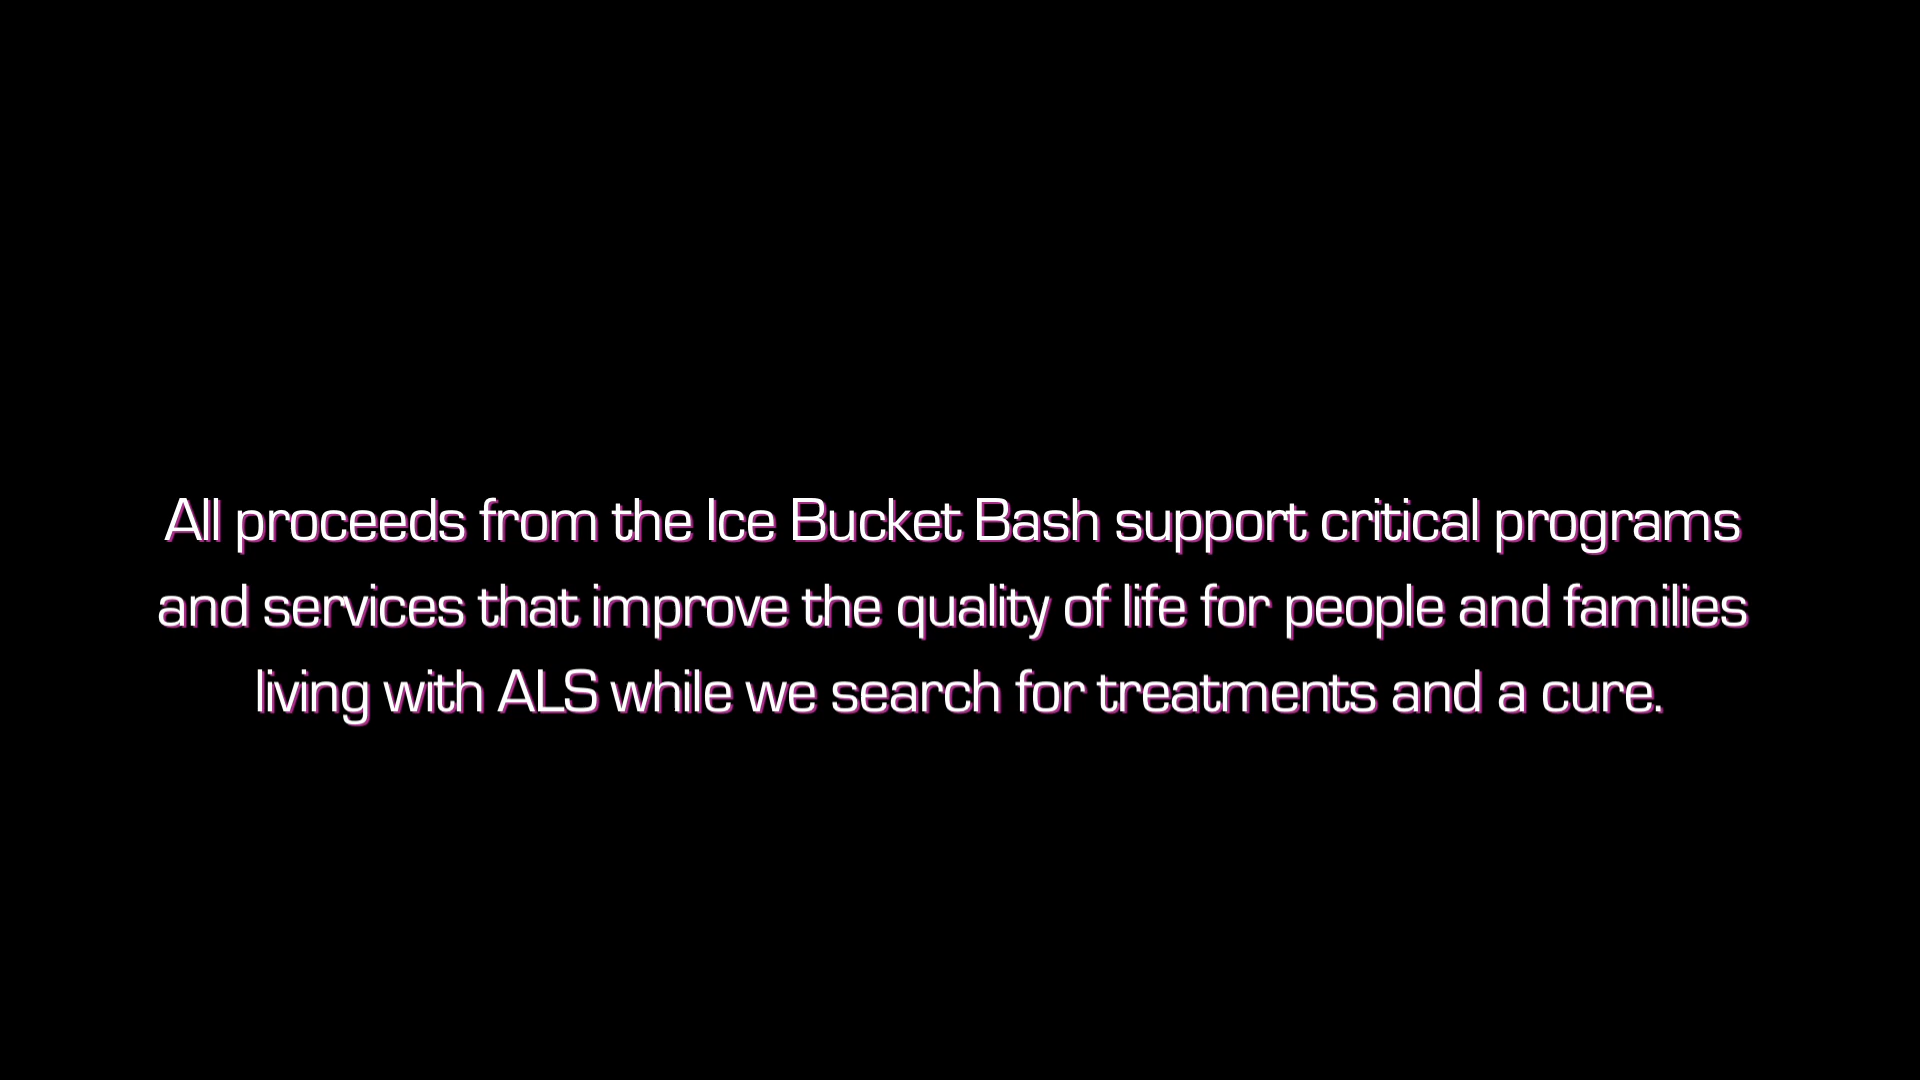 All proceeds from the Ice Bucket Bash support critical programs
and services that improve the quality of life for people and families
living with ALS while we search for treatments and a cure.